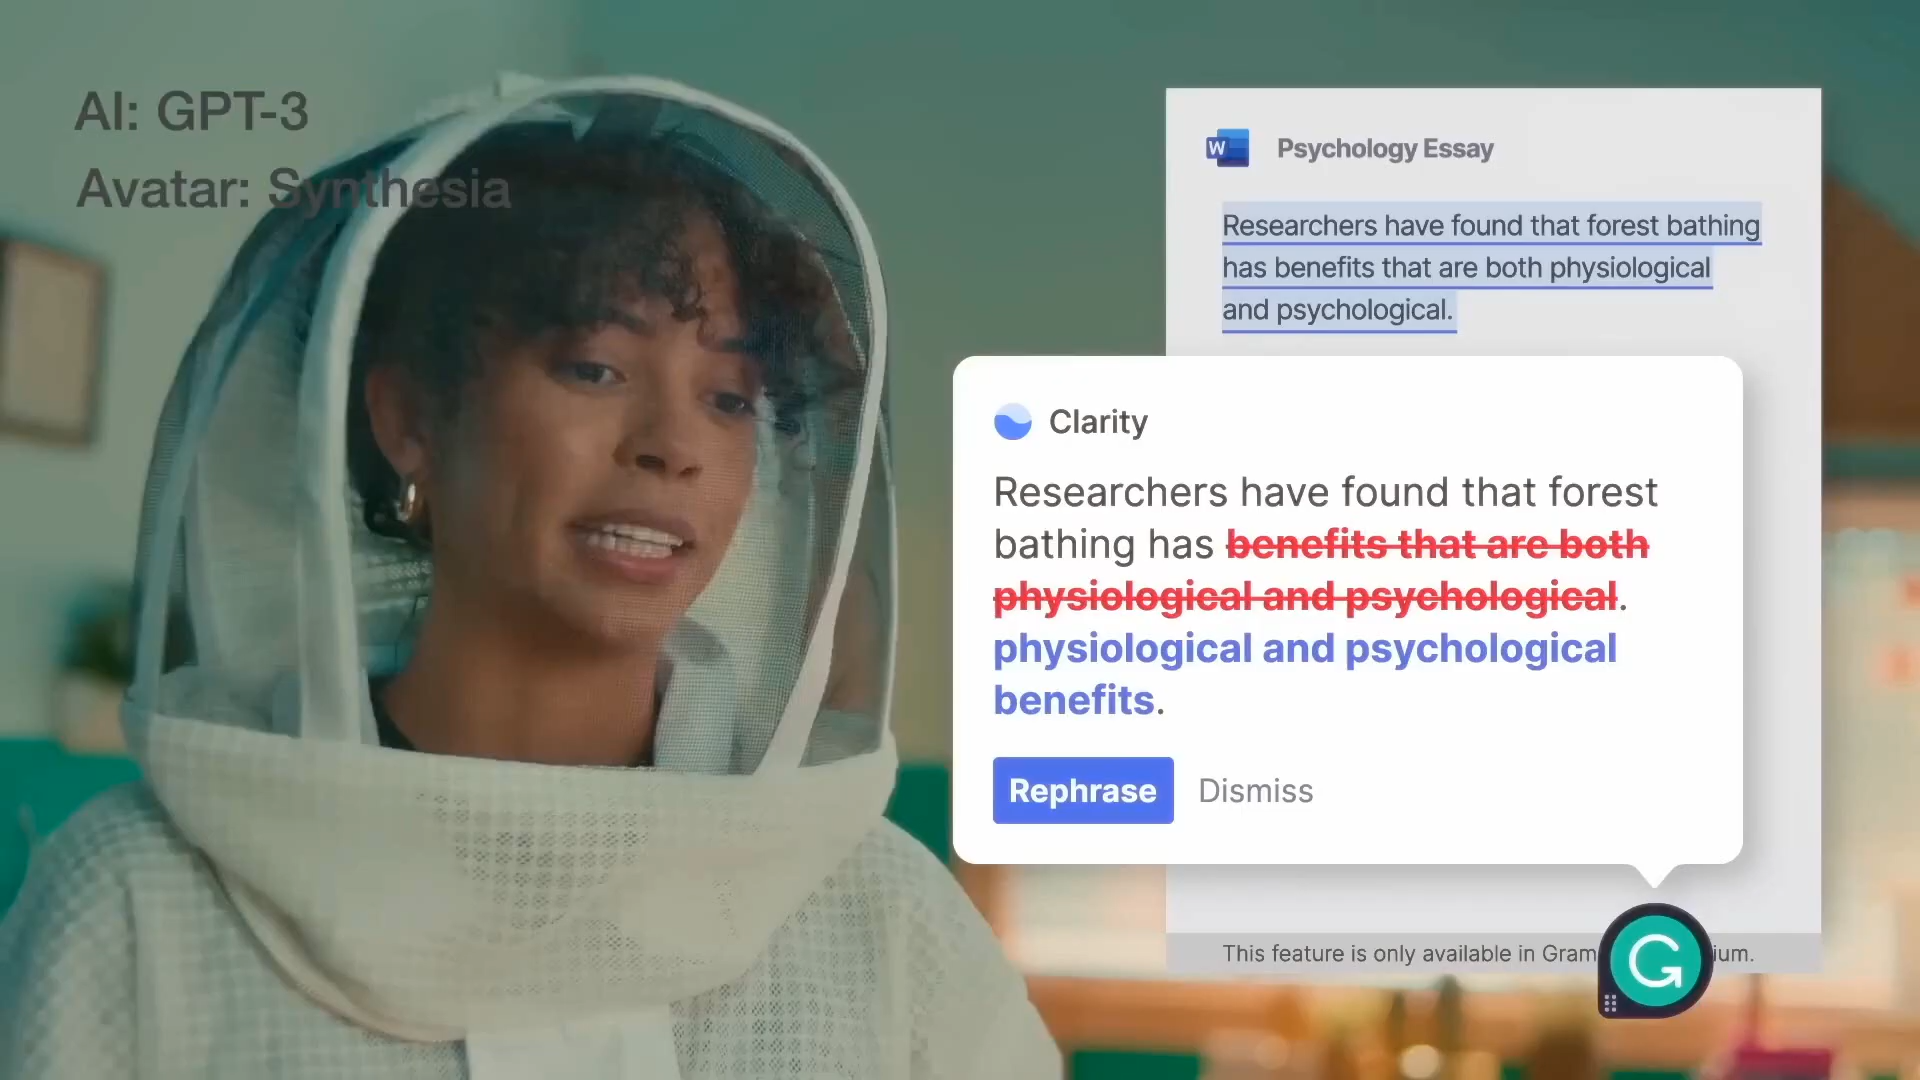 AI: GPT-3
Avatar: Synthesia
W Psychology Essay
Researchers have found that forest bathing
has benefits that are both physiological
and psychological.
Clarity
Researchers have found that forest
bathing has benefits that are both
physiological and psychological.
physiological and psychological
benefits.
Rephrase Dismiss
This feature is only available in Gram ium.
G